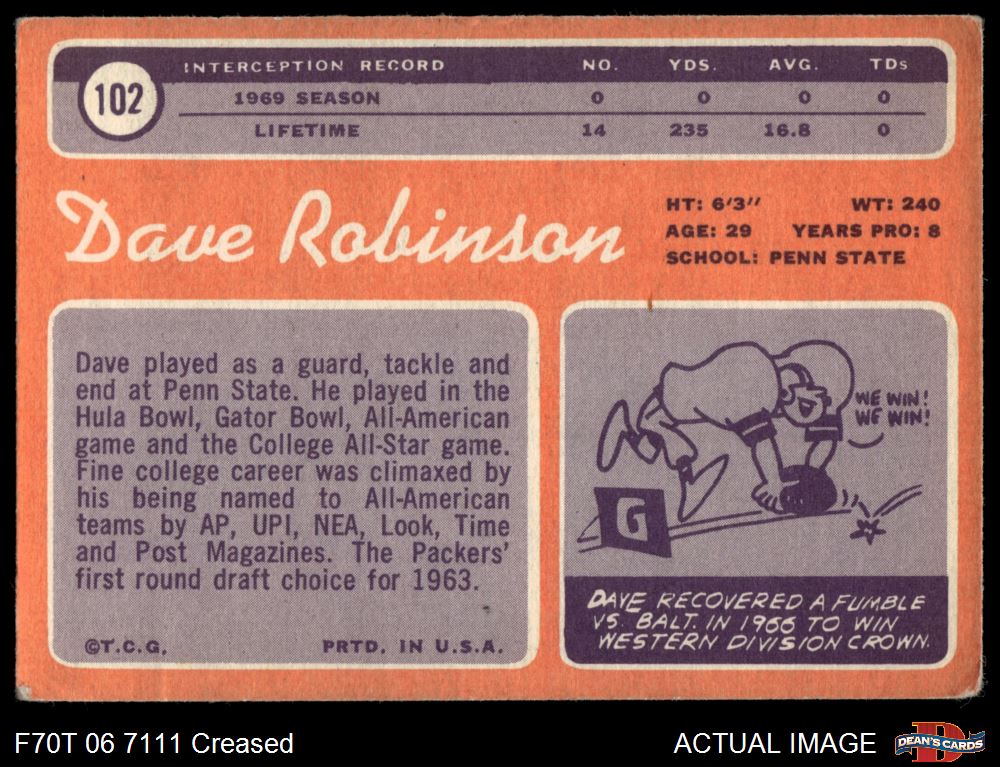 INTERCEPTION RECORD NO. YDS. AVG. TDs
102
1969 SEASON 0 0 0 0
LIFETIME 14 235 16.8 0
Dave Robinson
HT: 6'3" WT: 240
AGE: 29 YEARS PRO: 8
SCHOOL: PENN STATE
Dave played as a guard, tackle and
end at Penn State. He played in the
Hula Bowl, Gator Bowl, All-American
game and the College All-Star game.
Fine college career was climaxed by
his being named to All-American
teams by AP, UPI, NEA, Look, Time
and Post Magazines. The Packers'
first round draft choice for 1963.
©T.C.G. PRTD. IN U.S.A.
WE WIN!
WE WIN!
G
DAVE RECOVERED A FUMBLE
VS. BALT. IN 1966 TO WIN
WESTERN DIVISION CROWN.
F70T 06 7111 Creased
ACTUAL IMAGE
D
DEAN'S CARDS